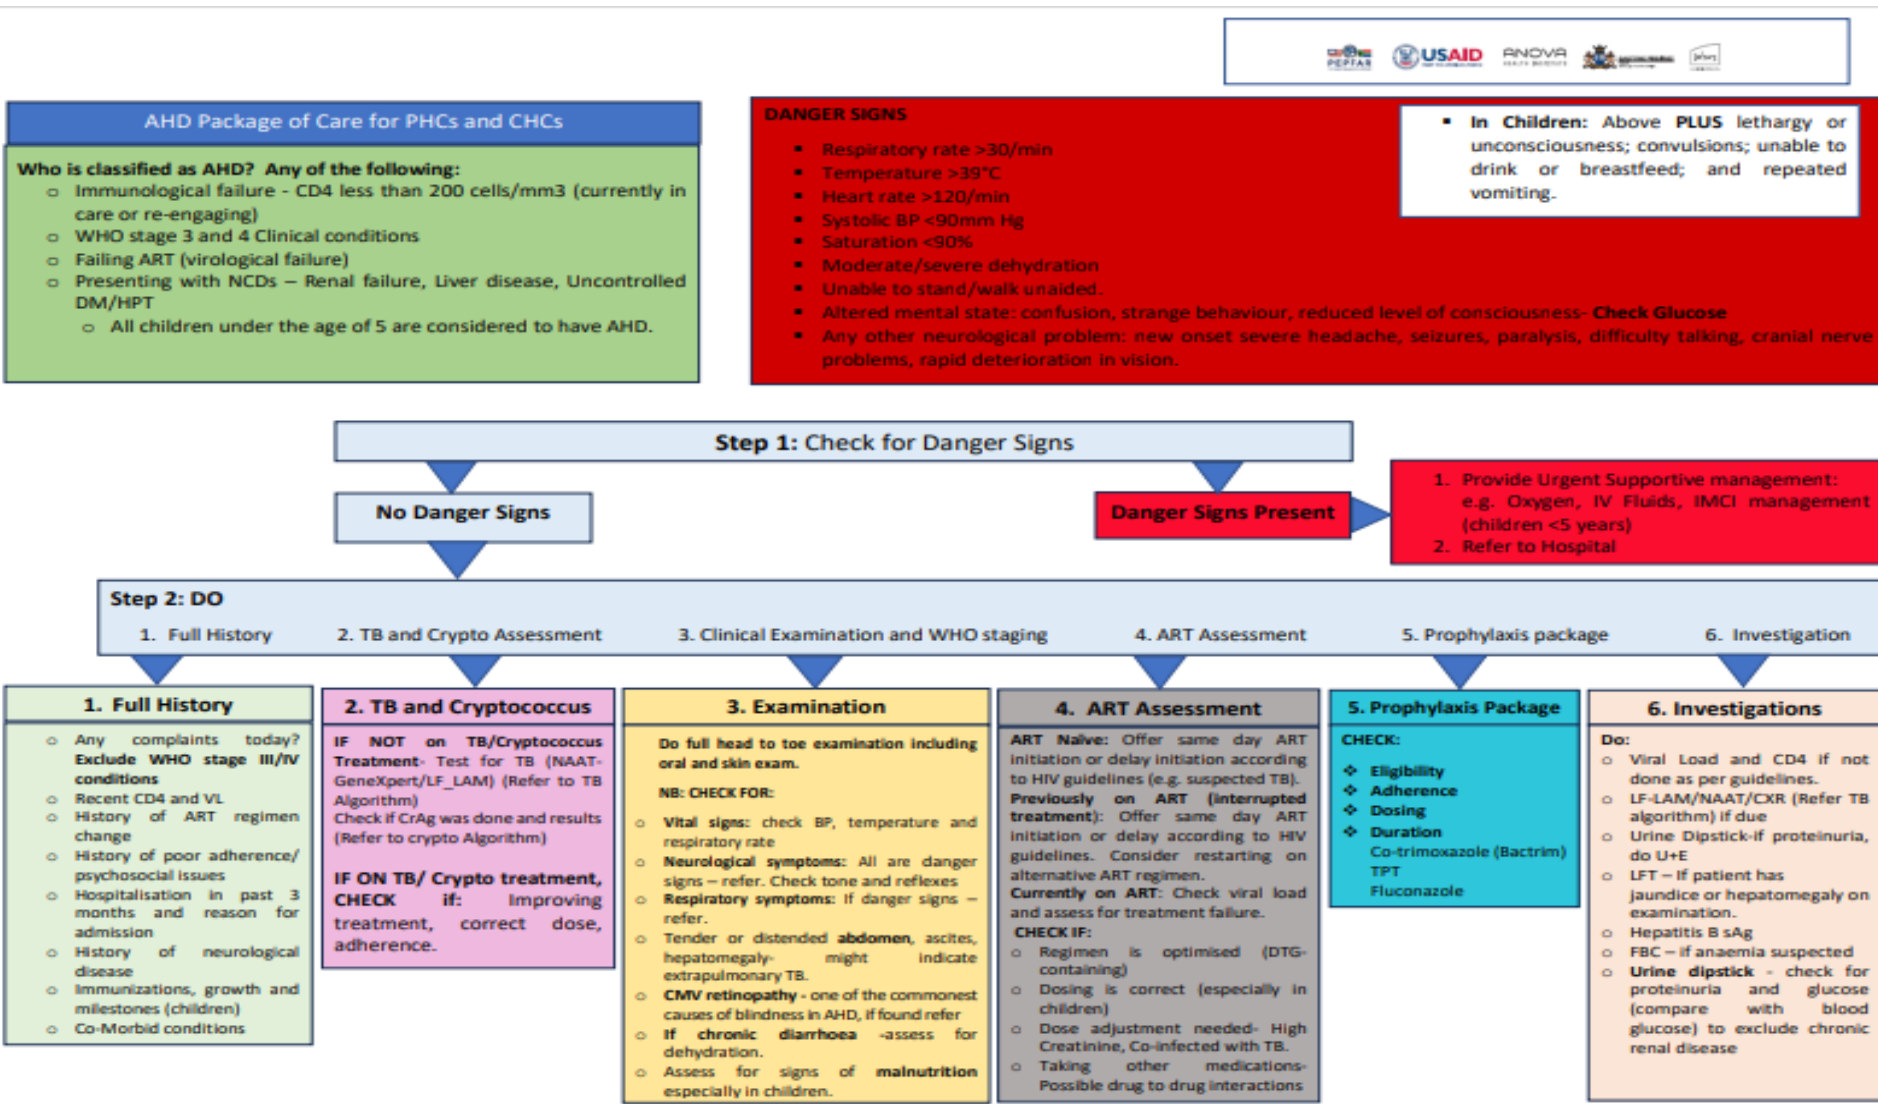 PEPFAR
USAID
ANOVA
HEALTH INSTITUTE
AHD Package of Care for PHCs and CHCs
Who is classified as AHD? Any of the following:
o Immunological failure - CD4 less than 200 cells/mm3 (currently in
care or re-engaging)
o WHO stage 3 and 4 Clinical conditions
o Failing ART (virological failure)
o Presenting with NCDs – Renal failure, Liver disease, Uncontrolled
DM/HPT
o All children under the age of 5 are considered to have AHD.
DANGER SIGNS
▪ Respiratory rate >30/min
▪ Temperature >39°C
▪ Heart rate >120/min
▪ Systolic BP <90mm Hg
▪ Saturation <90%
▪ Moderate/severe dehydration
▪ Unable to stand/walk unaided.
▪ Altered mental state: confusion, strange behaviour, reduced level of consciousness- Check Glucose
▪ Any other neurological problem: new onset severe headache, seizures, paralysis, difficulty talking, cranial nerve
problems, rapid deterioration in vision.
▪ In Children: Above PLUS lethargy or
unconsciousness; convulsions; unable to
drink or breastfeed; and repeated
vomiting.
Step 1: Check for Danger Signs
No Danger Signs
Danger Signs Present
1. Provide Urgent Supportive management:
e.g. Oxygen, IV Fluids, IMCI management
(children <5 years)
2. Refer to Hospital
Step 2: DO
1. Full History 2. TB and Crypto Assessment 3. Clinical Examination and WHO staging 4. ART Assessment 5. Prophylaxis package 6. Investigation
1. Full History
o Any complaints today?
Exclude WHO stage III/IV
conditions
o Recent CD4 and VL
o History of ART regimen
change
o History of poor adherence/
psychosocial issues
o Hospitalisation in past 3
months and reason for
admission
o History of neurological
disease
o Immunizations, growth and
milestones (children)
o Co-Morbid conditions
2. TB and Cryptococcus
IF NOT on TB/Cryptococcus
Treatment- Test for TB (NAAT-
GeneXpert/LF_LAM) (Refer to TB
Algorithm)
Check if CrAg was done and results
(Refer to crypto Algorithm)
IF ON TB/ Crypto treatment,
CHECK if: Improving
treatment, correct dose,
adherence.
3. Examination
Do full head to toe examination including
oral and skin exam.
NB: CHECK FOR:
o Vital signs: check BP, temperature and
respiratory rate
o Neurological symptoms: All are danger
signs – refer. Check tone and reflexes
o Respiratory symptoms: If danger signs –
refer.
o Tender or distended abdomen, ascites,
hepatomegaly- might indicate
extrapulmonary TB.
o CMV retinopathy - one of the commonest
causes of blindness in AHD, If found refer
o If chronic diarrhoea -assess for
dehydration.
o Assess for signs of malnutrition
especially in children.
4. ART Assessment
ART Naïve: Offer same day ART
initiation or delay initiation according
to HIV guidelines (e.g. suspected TB).
Previously on ART (interrupted
treatment): Offer same day ART
initiation or delay according to HIV
guidelines. Consider restarting on
alternative ART regimen.
Currently on ART: Check viral load
and assess for treatment failure.
CHECK IF:
o Regimen is optimised (DTG-
containing)
o Dosing is correct (especially in
children)
o Dose adjustment needed- High
Creatinine, Co-infected with TB.
o Taking other medications-
Possible drug to drug interactions
5. Prophylaxis Package
CHECK:
❖ Eligibility
❖ Adherence
❖ Dosing
❖ Duration
Co-trimoxazole (Bactrim)
TPT
Fluconazole
6. Investigations
Do:
o Viral Load and CD4 if not
done as per guidelines.
o LF-LAM/NAAT/CXR (Refer TB
algorithm) if due
o Urine Dipstick-if proteinuria,
do U+E
o LFT – If patient has
jaundice or hepatomegaly on
examination.
o Hepatitis B sAg
o FBC – if anaemia suspected
o Urine dipstick - check for
proteinuria and glucose
(compare with blood
glucose) to exclude chronic
renal disease